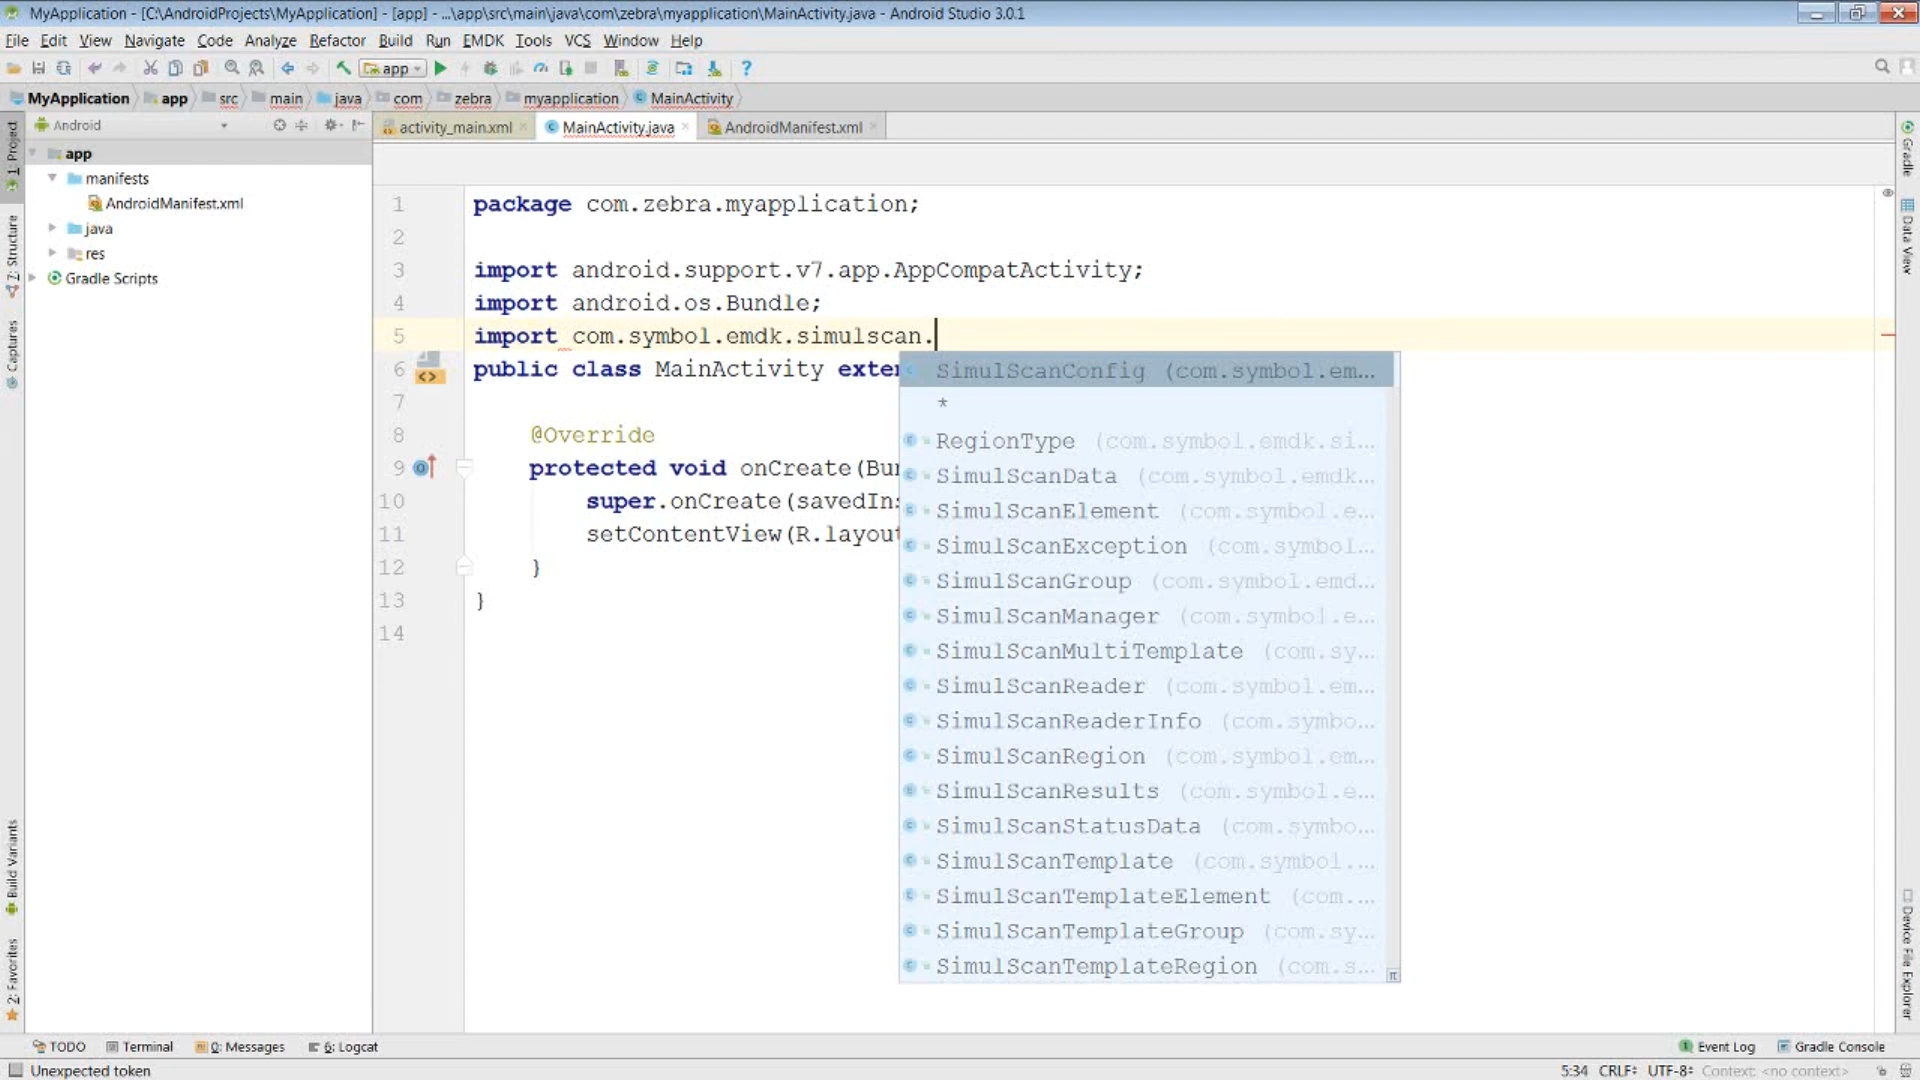 MyApplication - [C:\AndroidProjects\MyApplication] - [app] - ...\app\src\main\java\com\zebra\myapplication\MainActivity.java - Android Studio 3.0.1
File Edit View Navigate Code Analyze Refactor Build Run EMDK Tools VCS Window Help
app
MyApplication app src main java com zebra myapplication MainActivity
Android
activity_main.xml MainActivity.java AndroidManifest.xml
1: Project
7: Structure
Captures
Build Variants
2: Favorites
app
manifests
AndroidManifest.xml
java
res
Gradle Scripts
1 package com.zebra.myapplication;
2
3 import android.support.v7.app.AppCompatActivity;
4 import android.os.Bundle;
5 import com.symbol.emdk.simulscan.
6 public class MainActivity exter
7
8 @Override
9 protected void onCreate(Bun
10 super.onCreate(savedIns
11 setContentView(R.layout
12 }
13 }
14
SimulScanConfig (com.symbol.em...
*
RegionType (com.symbol.emdk.si...
SimulScanData (com.symbol.emdk...
SimulScanElement (com.symbol.e...
SimulScanException (com.symbol...
SimulScanGroup (com.symbol.emd...
SimulScanManager (com.symbol.e...
SimulScanMultiTemplate (com.sy...
SimulScanReader (com.symbol.em...
SimulScanReaderInfo (com.symbo...
SimulScanRegion (com.symbol.em...
SimulScanResults (com.symbol.e...
SimulScanStatusData (com.symbo...
SimulScanTemplate (com.symbol....
SimulScanTemplateElement (com....
SimulScanTemplateGroup (com.sy...
SimulScanTemplateRegion (com.s...
π
Gradle
Data View
Device File Explorer
TODO Terminal 0: Messages 6: Logcat Event Log Gradle Console
Unexpected token 5:34 CRLF UTF-8 Context: <no context>